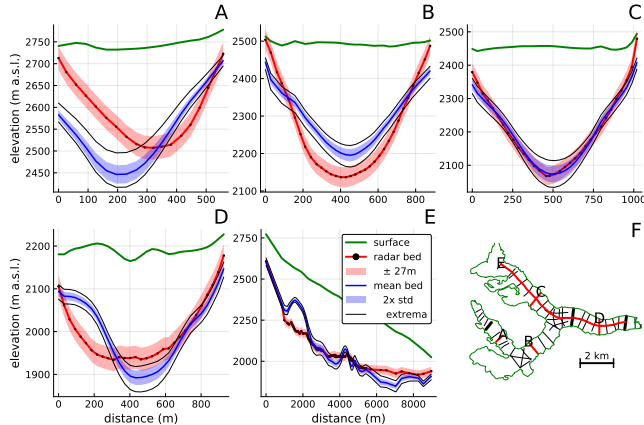 A
B
C
elevation (m a.s.l.)
2750
2700
2650
2600
2550
2500
2450
0
100
200
300
400
500
2500
2400
2300
2200
2100
0
200
400
600
800
2400
2300
2200
2100
0
250
500
750
1000
D
E
F
elevation (m a.s.l.)
2200
2100
2000
1900
0
200
400
600
800
distance (m)
2750
2500
2250
2000
0
2000
4000
6000
8000
distance (m)
surface
radar bed
± 27m
mean bed
2x std
extrema
E
C
D
A
B
2 km